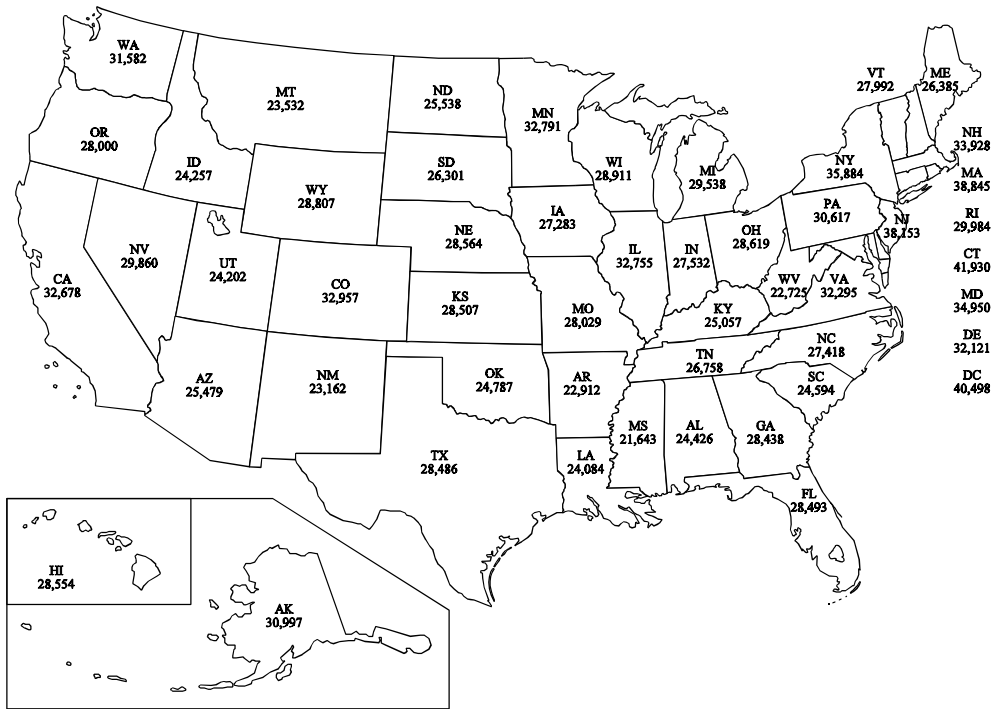 WA
31,582
MT
23,532
ND
25,538
MN
32,791
VT
27,992
ME
26,385
OR
28,000
ID
24,257
WY
28,807
SD
26,301
WI
28,911
MI
29,538
NY
35,884
NH
33,928
MA
38,845
NV
29,860
UT
24,202
NE
28,564
IA
27,283
PA
30,617
NJ
38,153
RI
29,984
CA
32,678
CO
32,957
KS
28,507
MO
28,029
IL
32,755
IN
27,532
OH
28,619
WV
22,725
VA
32,295
CT
41,930
KY
25,057
MD
34,950
AZ
25,479
NM
23,162
OK
24,787
AR
22,912
TN
26,758
NC
27,418
SC
24,594
DE
32,121
DC
40,498
TX
28,486
LA
24,084
MS
21,643
AL
24,426
GA
28,438
FL
28,493
HI
28,554
AK
30,997